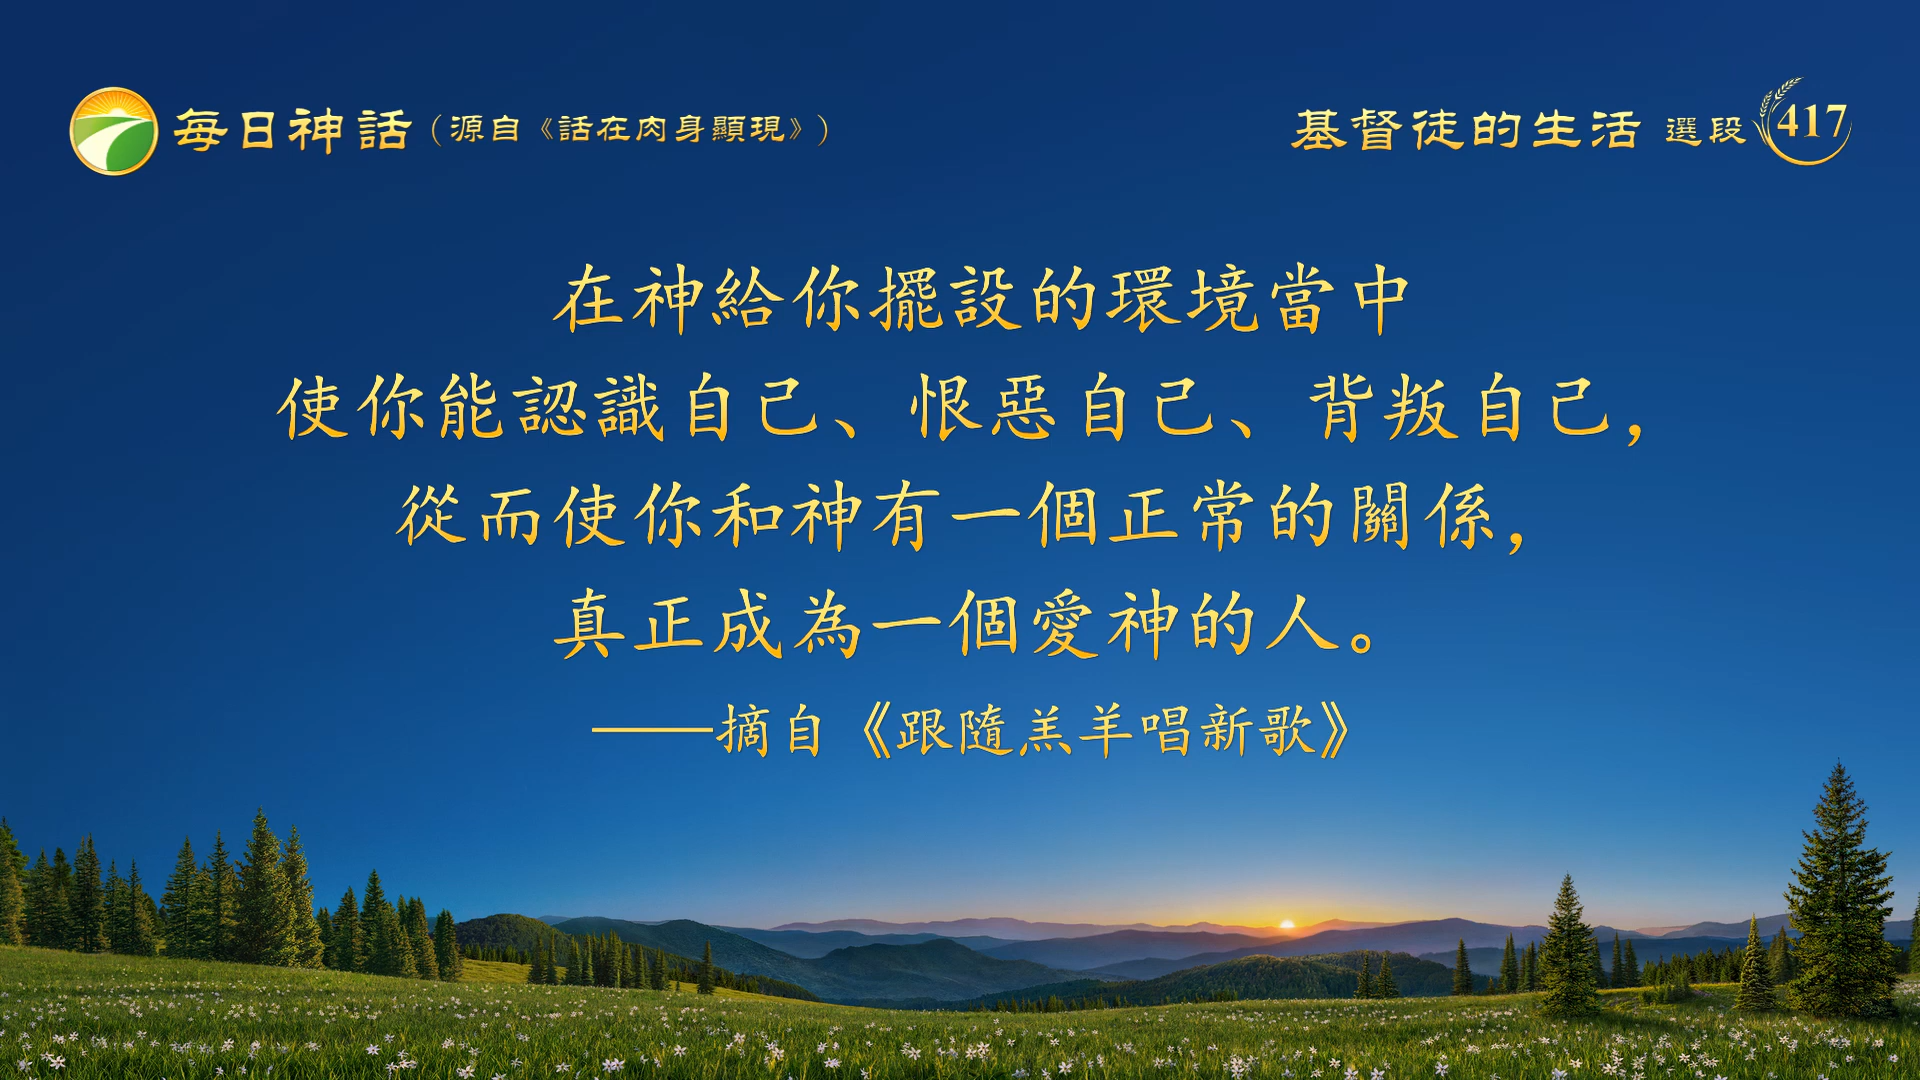 每日神話（源自《話在肉身顯現》）
基督徒的生活 選段 417
在神給你擺設的環境當中
使你能認識自己、恨惡自己、背叛自己，
從而使你和神有一個正常的關係，
真正成為一個愛神的人。
——摘自《跟隨羔羊唱新歌》